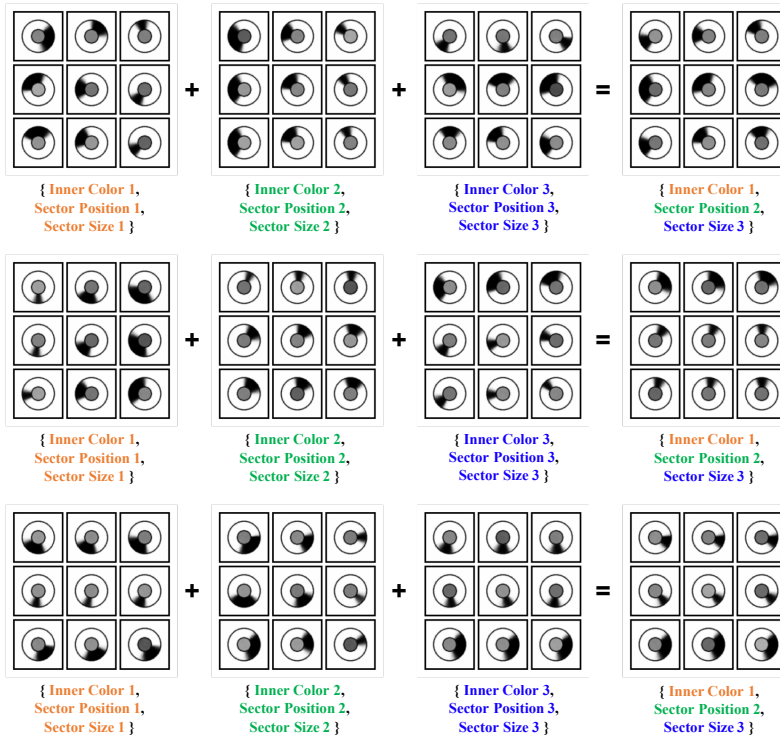 + + =
{ Inner Color 1, { Inner Color 2, { Inner Color 3, { Inner Color 1,
Sector Position 1, Sector Position 2, Sector Position 3, Sector Position 2,
Sector Size 1 } Sector Size 2 } Sector Size 3 } Sector Size 3 }
+ + =
{ Inner Color 1, { Inner Color 2, { Inner Color 3, { Inner Color 1,
Sector Position 1, Sector Position 2, Sector Position 3, Sector Position 2,
Sector Size 1 } Sector Size 2 } Sector Size 3 } Sector Size 3 }
+ + =
{ Inner Color 1, { Inner Color 2, { Inner Color 3, { Inner Color 1,
Sector Position 1, Sector Position 2, Sector Position 3, Sector Position 2,
Sector Size 1 } Sector Size 2 } Sector Size 3 } Sector Size 3 }